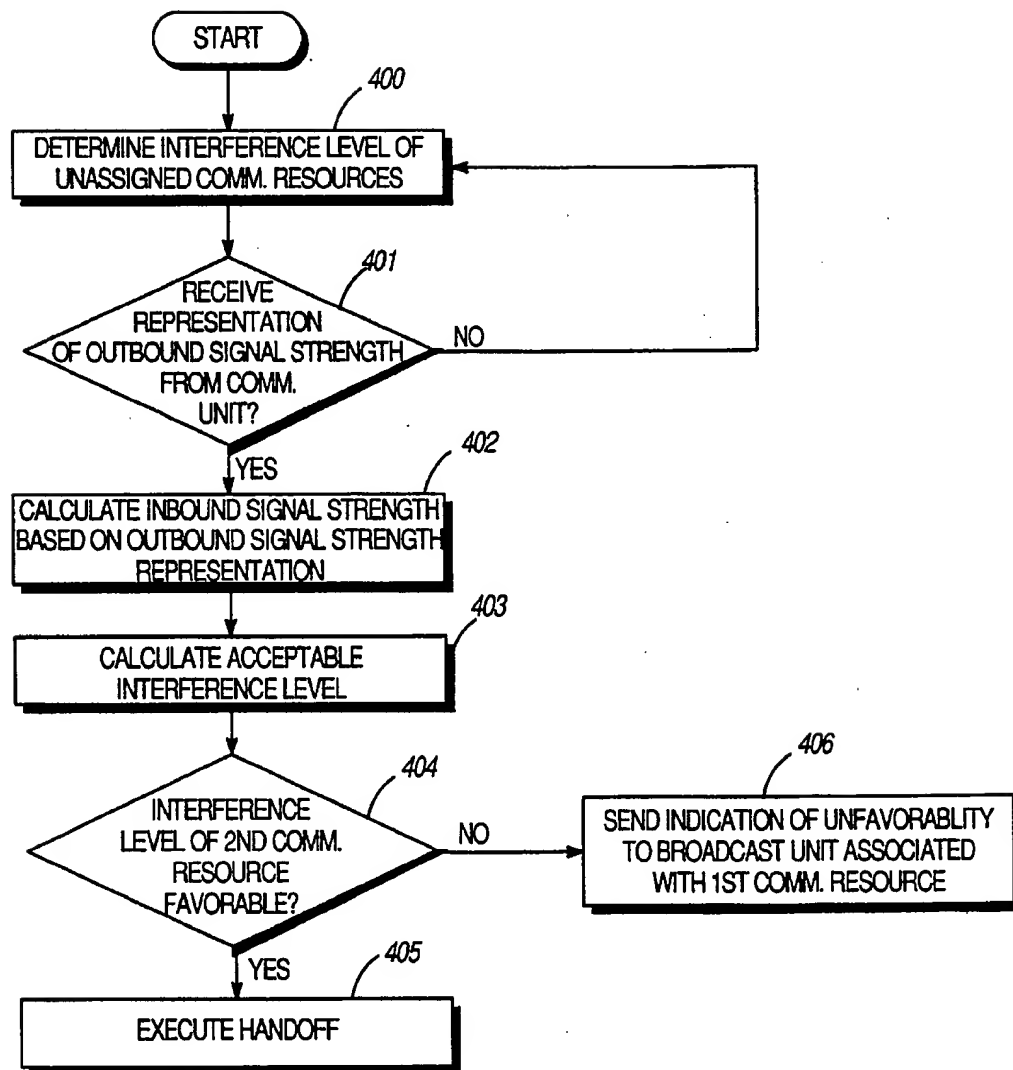 START
400
DETERMINE INTERFERENCE LEVEL OF
UNASSIGNED COMM. RESOURCES
401
RECEIVE
REPRESENTATION
OF OUTBOUND SIGNAL STRENGTH
FROM COMM.
UNIT?
NO
YES
402
CALCULATE INBOUND SIGNAL STRENGTH
BASED ON OUTBOUND SIGNAL STRENGTH
REPRESENTATION
403
CALCULATE ACCEPTABLE
INTERFERENCE LEVEL
404
INTERFERENCE
LEVEL OF 2ND COMM.
RESOURCE
FAVORABLE?
NO
406
SEND INDICATION OF UNFAVORABLITY
TO BROADCAST UNIT ASSOCIATED
WITH 1ST COMM. RESOURCE
YES
405
EXECUTE HANDOFF